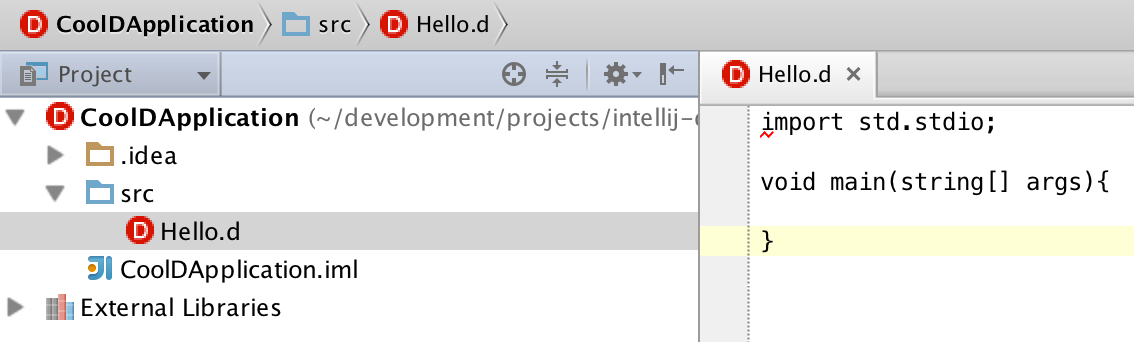 CoolDApplication src Hello.d
Project
Hello.d
CoolDApplication (~/development/projects/intellij-
.idea
src
Hello.d
CoolDApplication.iml
External Libraries
import std.stdio;
void main(string[] args){
}